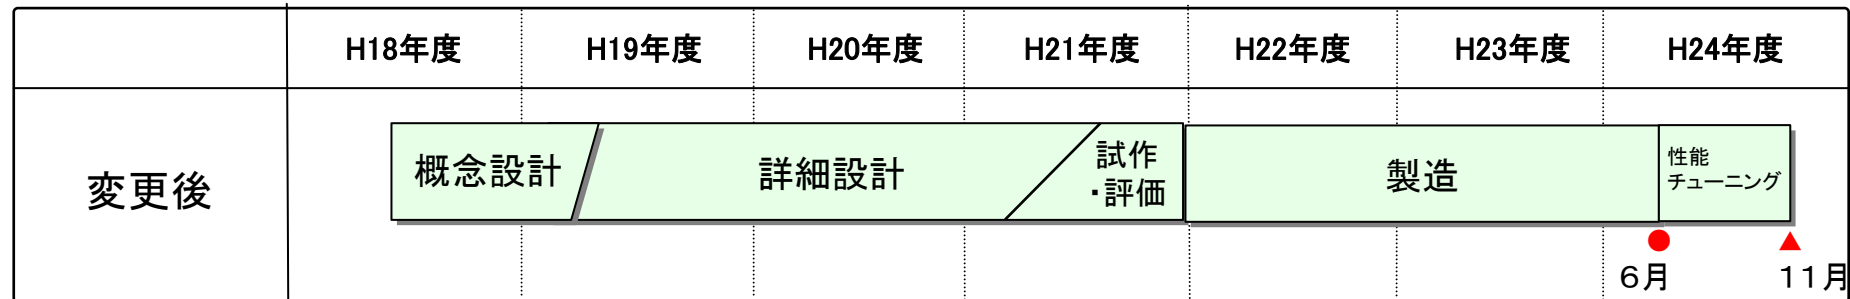 H18年度 H19年度 H20年度 H21年度 H22年度 H23年度 H24年度
変更後
概念設計
詳細設計
試作
・評価
製造
性能
チューニング
６月
１１月